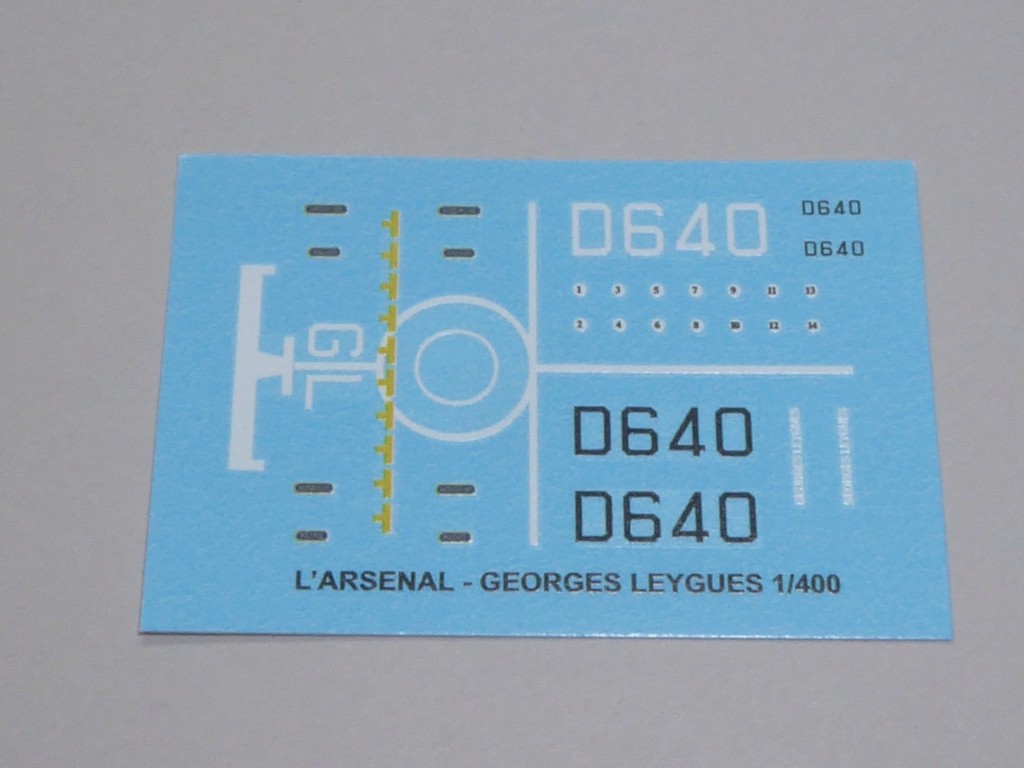 D640
D640
D640
1 3 5 7 9 11 13
2 4 6 8 10 12 14
GL
D640
GEORGES LEYGUES
GEORGES LEYGUES
D640
L'ARSENAL - GEORGES LEYGUES 1/400